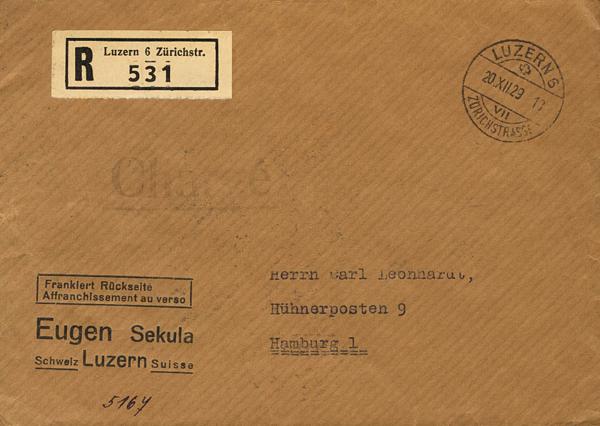 R
Luzern 6 Zürichstr.
531
LUZERN 6
20.XII.29
VII
ZÜRICHSTRASSE
Chargé
Herrn Carl Leonhardt,
Hühnerposten 9
Hamburg 1
Frankiert Rückseite
Affranchissement au verso
Eugen Sekula
Schweiz Luzern Suisse
5167